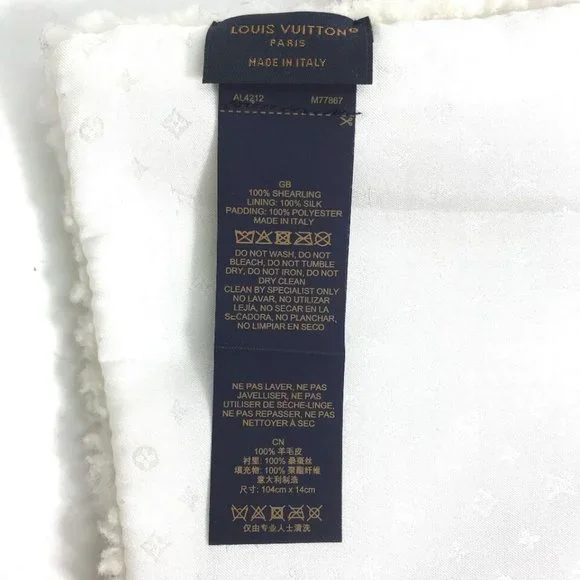 LOUIS VUITTON®
PARIS
MADE IN ITALY
AL4212 M77867
GB
100% SHEARLING
LINING: 100% SILK
PADDING: 100% POLYESTER
MADE IN ITALY
DO NOT WASH, DO NOT
BLEACH, DO NOT TUMBLE
DRY, DO NOT IRON, DO NOT
DRY CLEAN
CLEAN BY SPECIALIST ONLY
NO LAVAR, NO UTILIZAR
LEJÍA, NO SECAR EN LA
SECADORA, NO PLANCHAR,
NO LIMPIAR EN SECO
NE PAS LAVER, NE PAS
JAVELLISER, NE PAS
UTILISER DE SÈCHE-LINGE,
NE PAS REPASSER, NE PAS
NETTOYER À SEC
CN
100% 羊毛皮
衬里: 100% 桑蚕丝
填充物: 100% 聚酯纤维
意大利制造
尺寸: 104cm x 14cm
仅由专业人士清洗